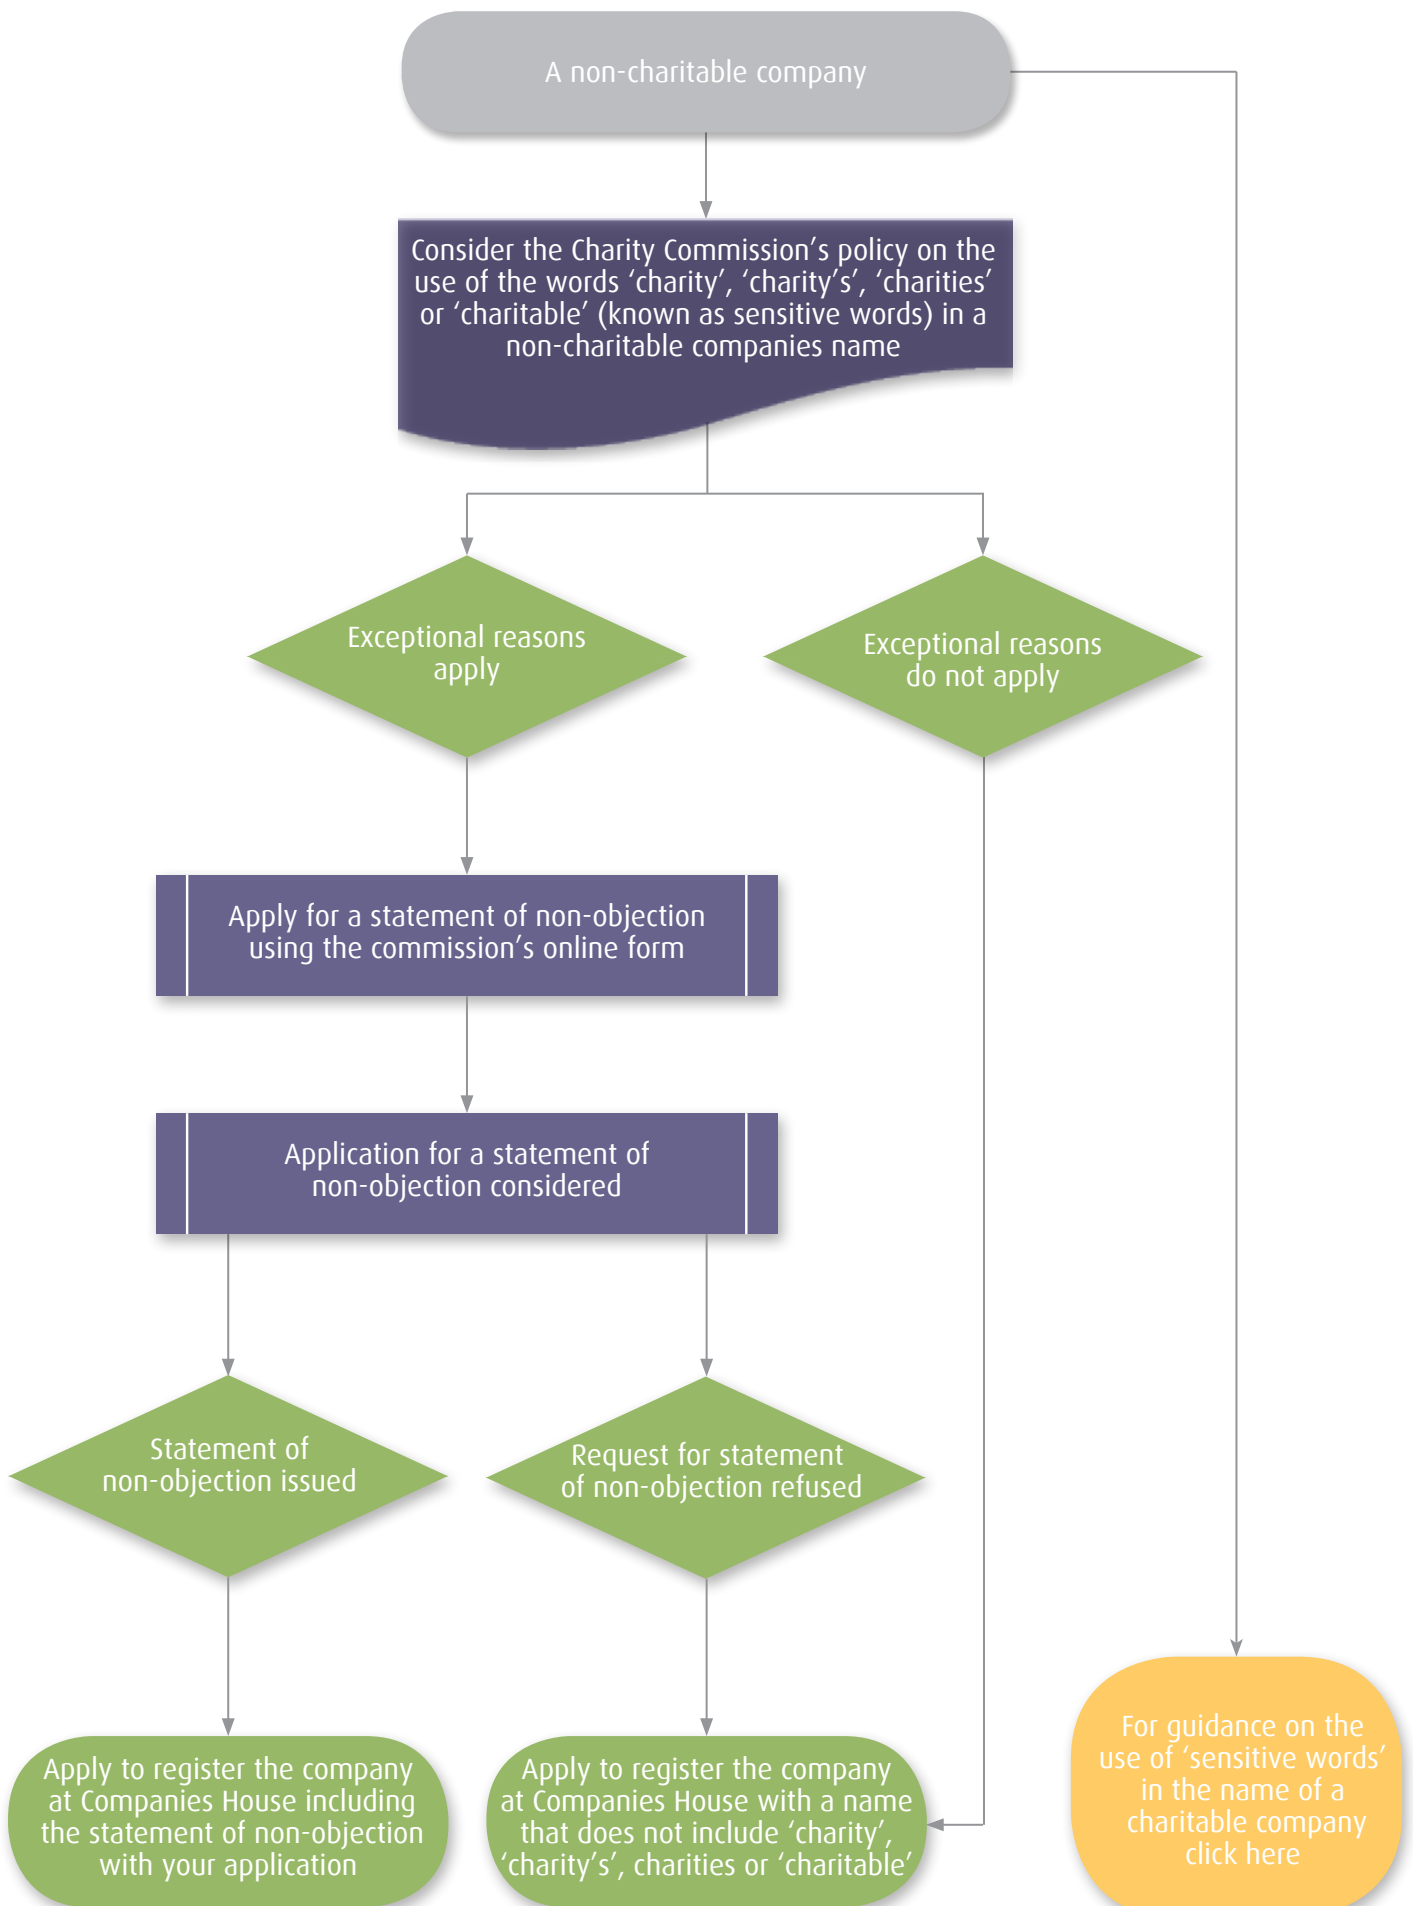 A non-charitable company
Consider the Charity Commission’s policy on the
use of the words ‘charity’, ‘charity’s’, ‘charities’
or ‘charitable’ (known as sensitive words) in a
non-charitable companies name
Exceptional reasons
apply
Exceptional reasons
do not apply
Apply for a statement of non-objection
using the commission’s online form
Application for a statement of
non-objection considered
Statement of
non-objection issued
Request for statement
of non-objection refused
Apply to register the company
at Companies House including
the statement of non-objection
with your application
Apply to register the company
at Companies House with a name
that does not include ‘charity’,
‘charity’s’, charities or ‘charitable’
For guidance on the
use of ‘sensitive words’
in the name of a
charitable company
click here